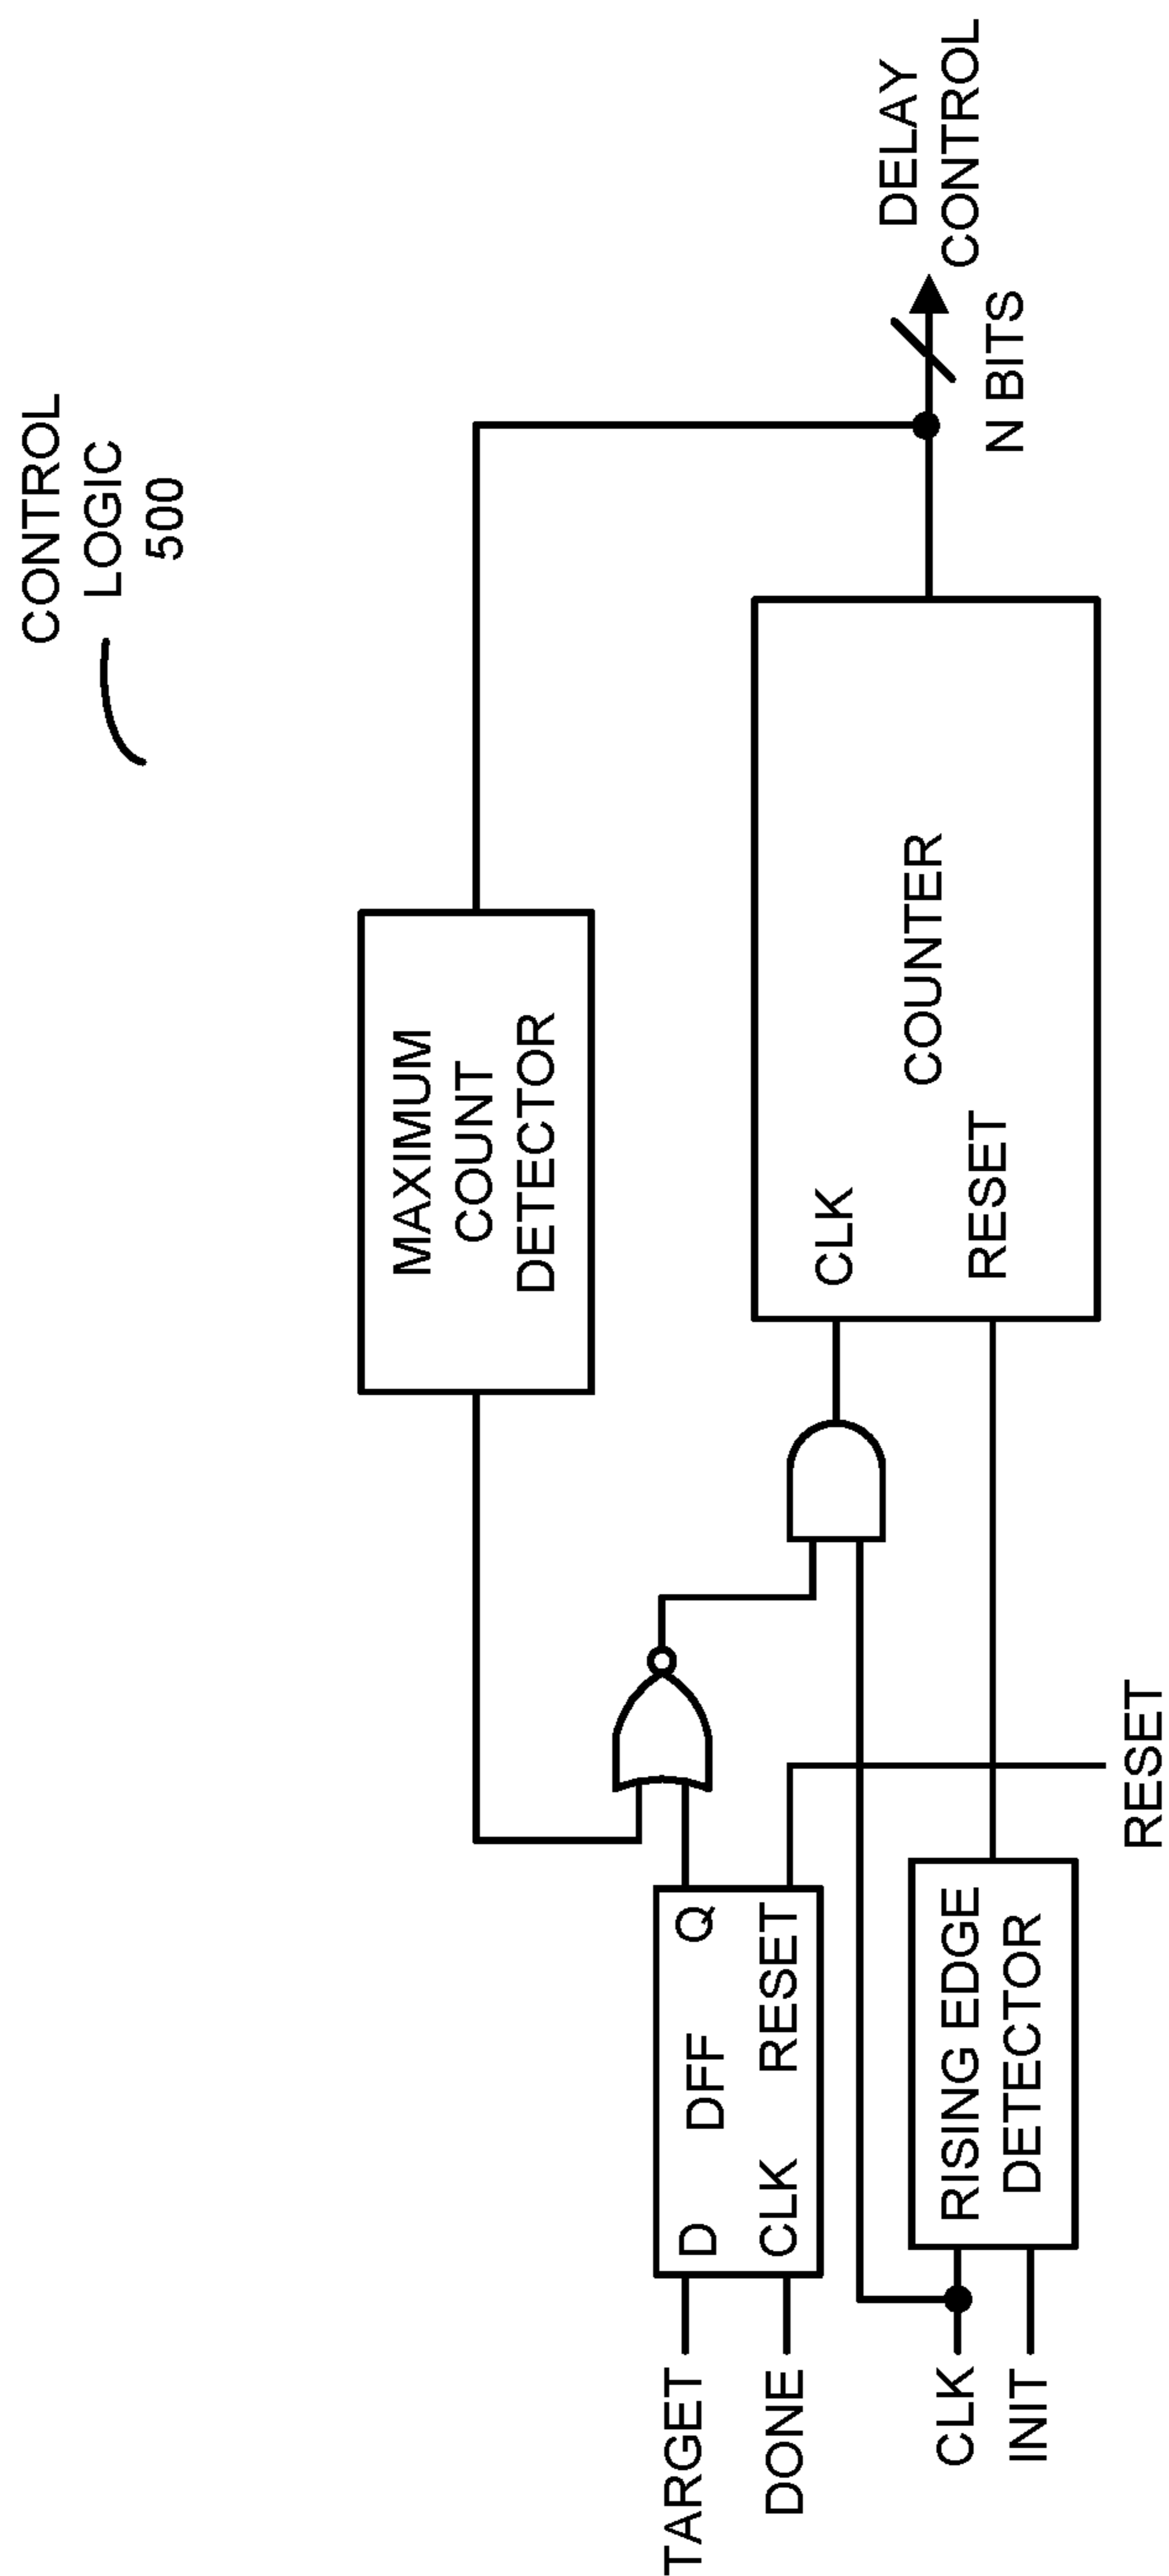 CONTROL
LOGIC
500
MAXIMUM
COUNT
DETECTOR
DELAY
CONTROL
N BITS
TARGET
D
Q
DFF
DONE
CLK
RESET
CLK
COUNTER
RESET
CLK
INIT
RISING EDGE
DETECTOR
RESET